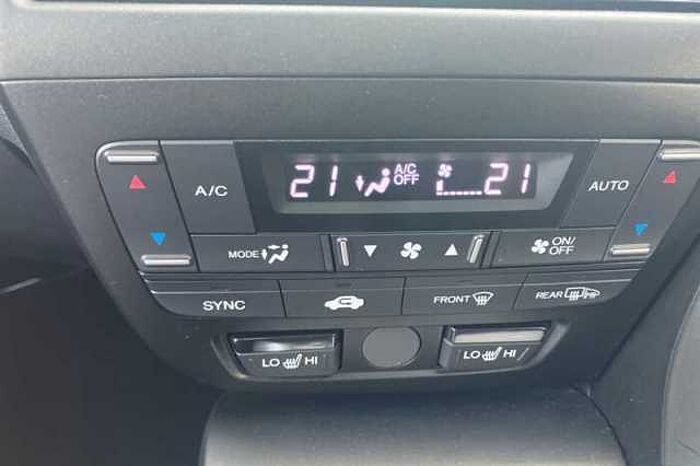 21 A/C OFF 21
A/C
AUTO
MODE
ON/OFF
SYNC
FRONT
REAR
LO HI
LO HI